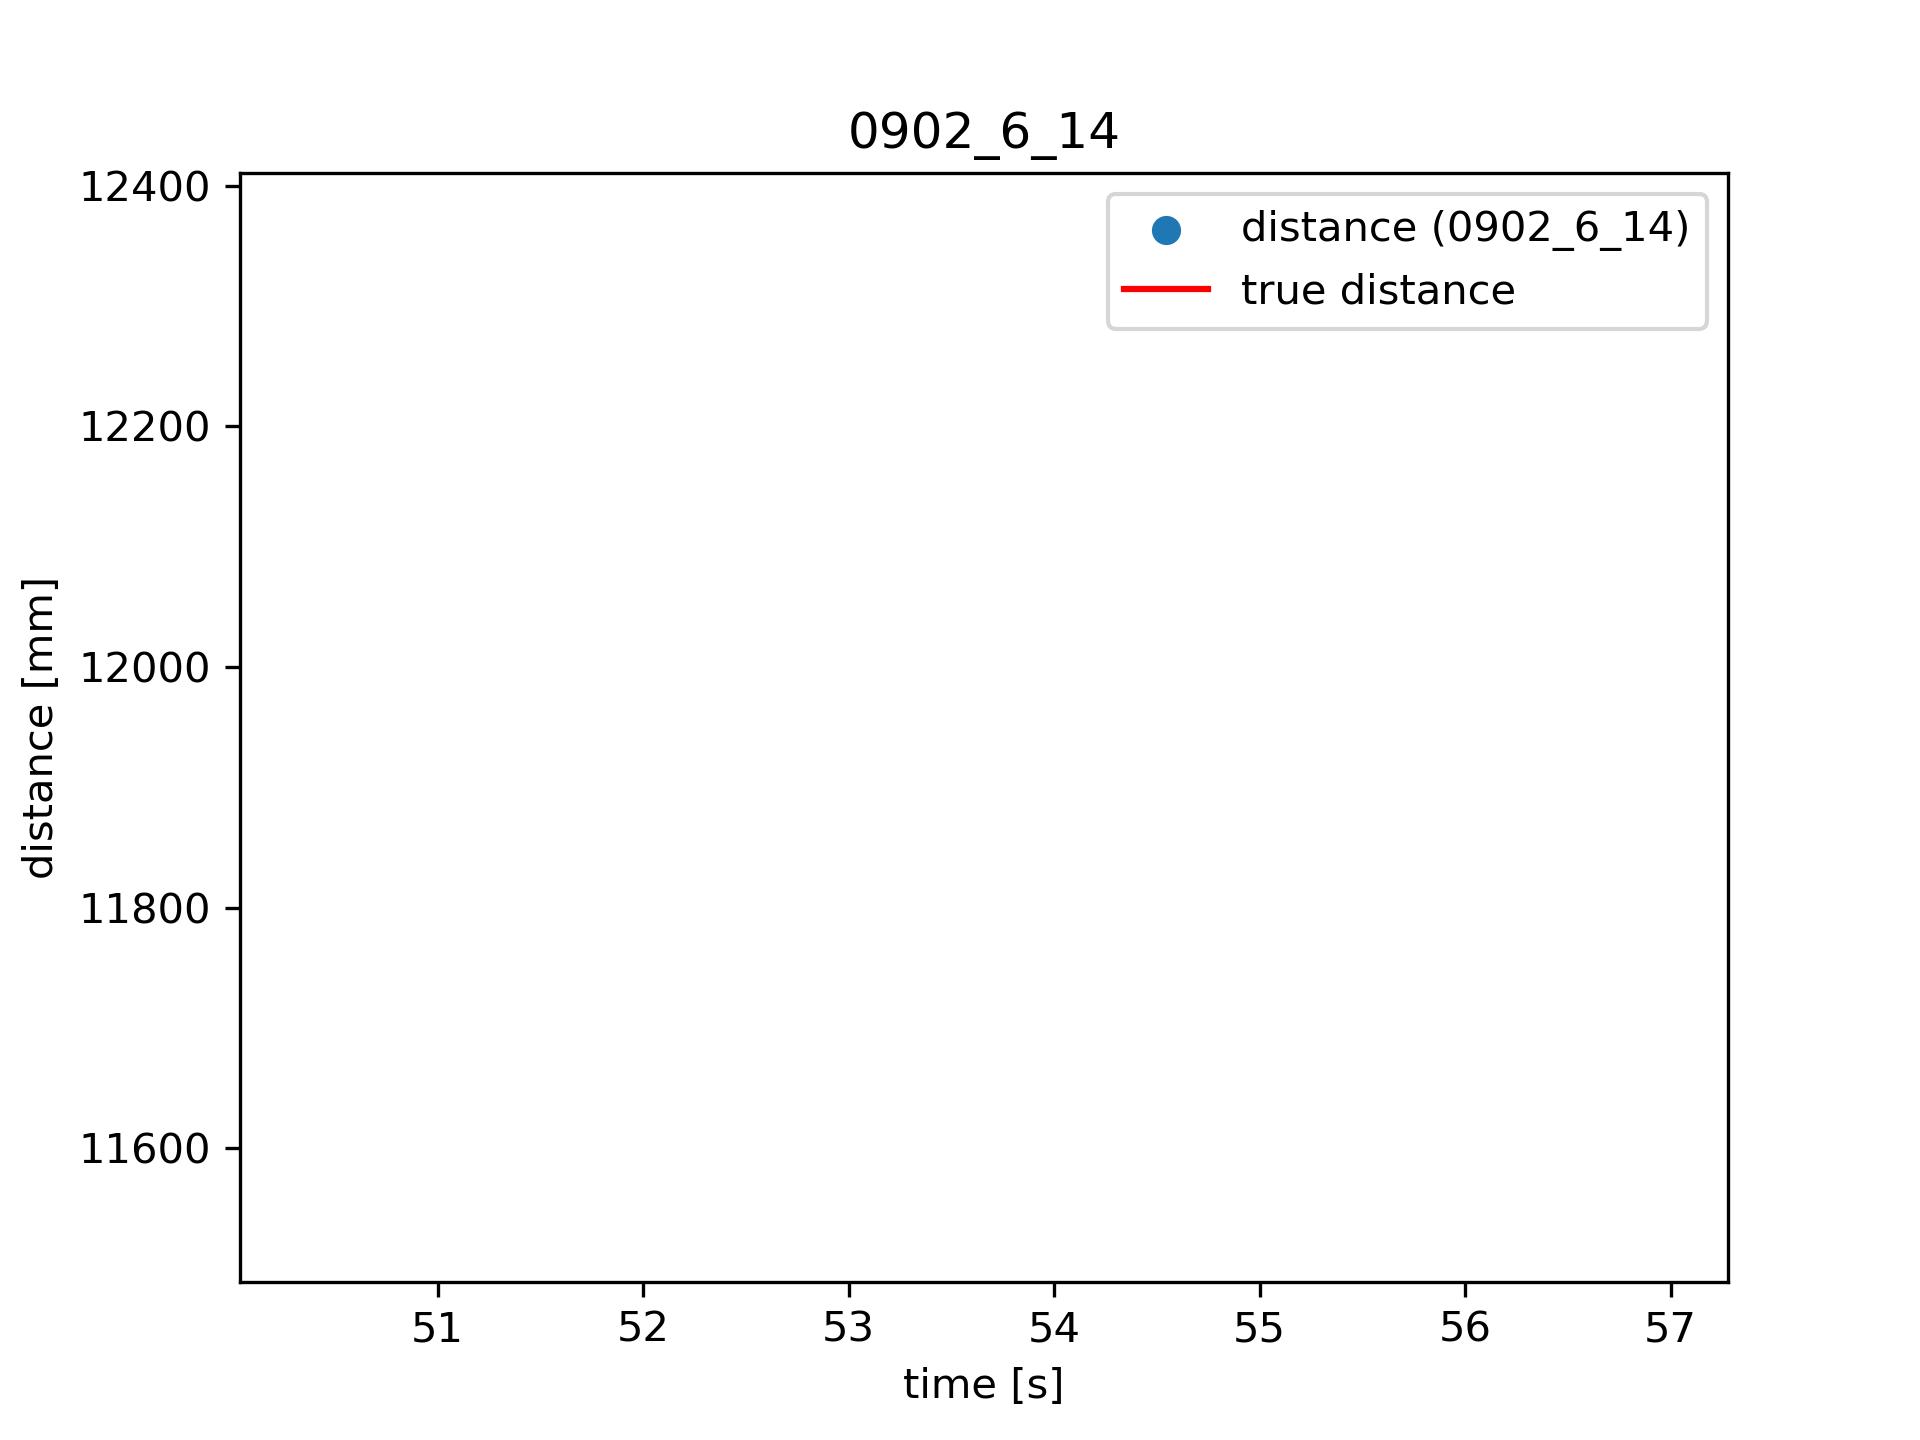 0902_6_14
distance (0902_6_14)
true distance
12400
12200
12000
11800
11600
distance [mm]
51 52 53 54 55 56 57
time [s]